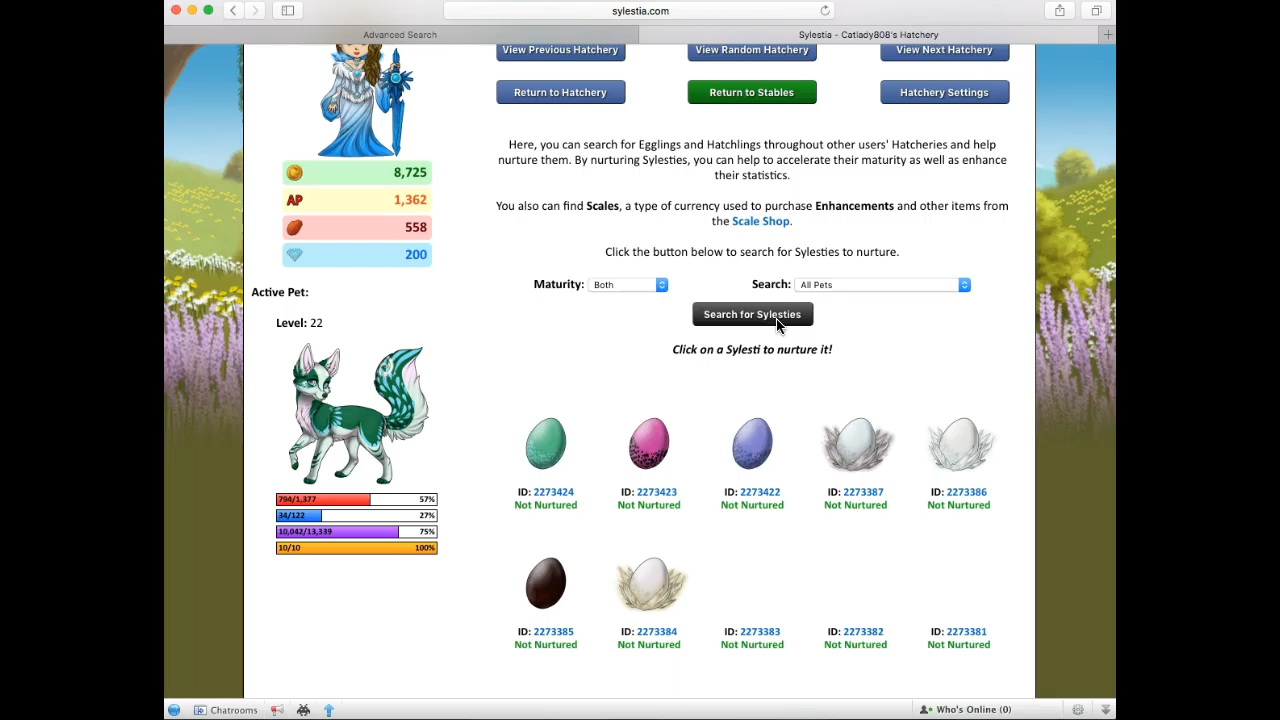 sylestia.com
Advanced Search
Sylestia - Catlady808's Hatchery
View Previous Hatchery
View Random Hatchery
View Next Hatchery
Return to Hatchery
Return to Stables
Hatchery Settings
Here, you can search for Egglings and Hatchlings throughout other users' Hatcheries and help
nurture them. By nurturing Sylesties, you can help to accelerate their maturity as well as enhance
their statistics.
You also can find Scales, a type of currency used to purchase Enhancements and other items from
the Scale Shop.
Click the button below to search for Sylesties to nurture.
Maturity: Both
Search: All Pets
Search for Sylesties
Click on a Sylesti to nurture it!
8,725
AP 1,362
558
200
Active Pet:
Level: 22
794/1,377 57%
34/122 27%
10,042/13,339 75%
10/10 100%
ID: 2273424
Not Nurtured
ID: 2273423
Not Nurtured
ID: 2273422
Not Nurtured
ID: 2273387
Not Nurtured
ID: 2273386
Not Nurtured
ID: 2273385
Not Nurtured
ID: 2273384
Not Nurtured
ID: 2273383
Not Nurtured
ID: 2273382
Not Nurtured
ID: 2273381
Not Nurtured
Chatrooms
Who's Online (0)